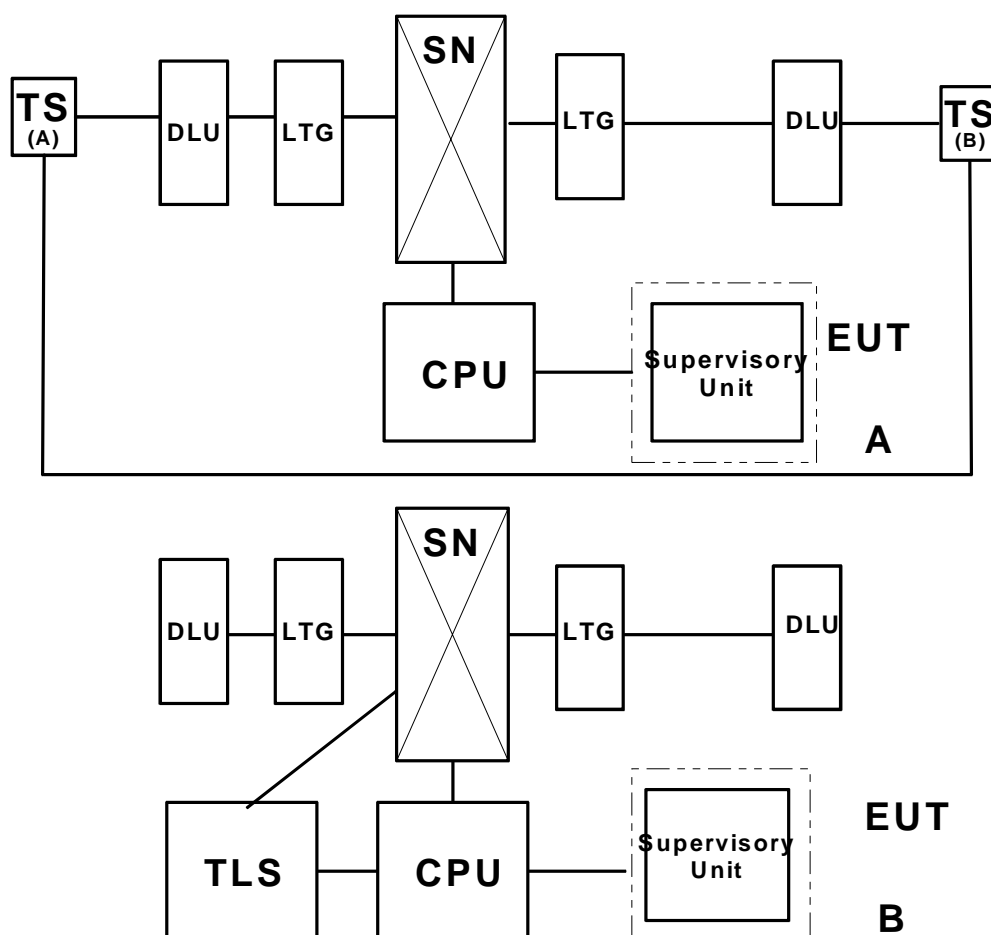 SN
TS
(A)
DLU
LTG
LTG
DLU
TS
(B)
CPU
Supervisory
Unit
EUT
A
SN
DLU
LTG
LTG
DLU
TLS
CPU
Supervisory
Unit
EUT
B